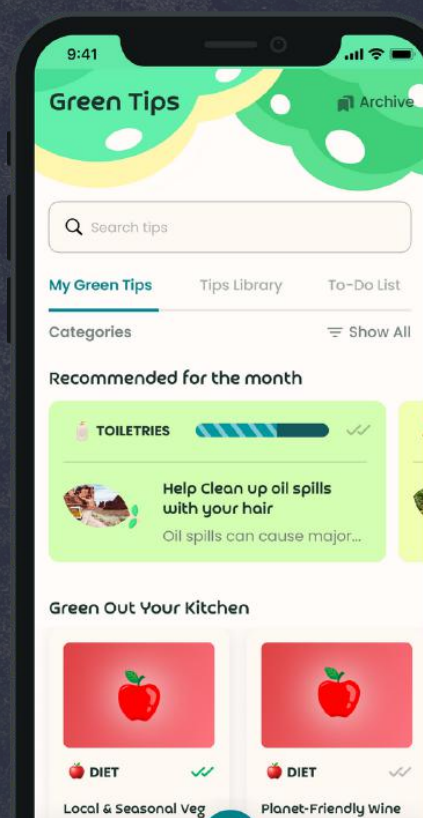 9:41
Green Tips
Archive
Search tips
My Green Tips Tips Library To-Do List
Categories Show All
Recommended for the month
TOILETRIES
Help Clean up oil spills
with your hair
Oil spills can cause major...
Green Out Your Kitchen
DIET DIET
Local & Seasonal Veg Planet-Friendly Wine